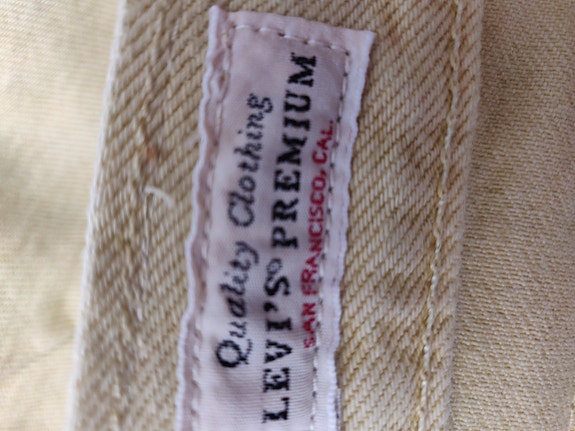 Quality Clothing
LEVI'S® PREMIUM
SAN FRANCISCO, CAL.